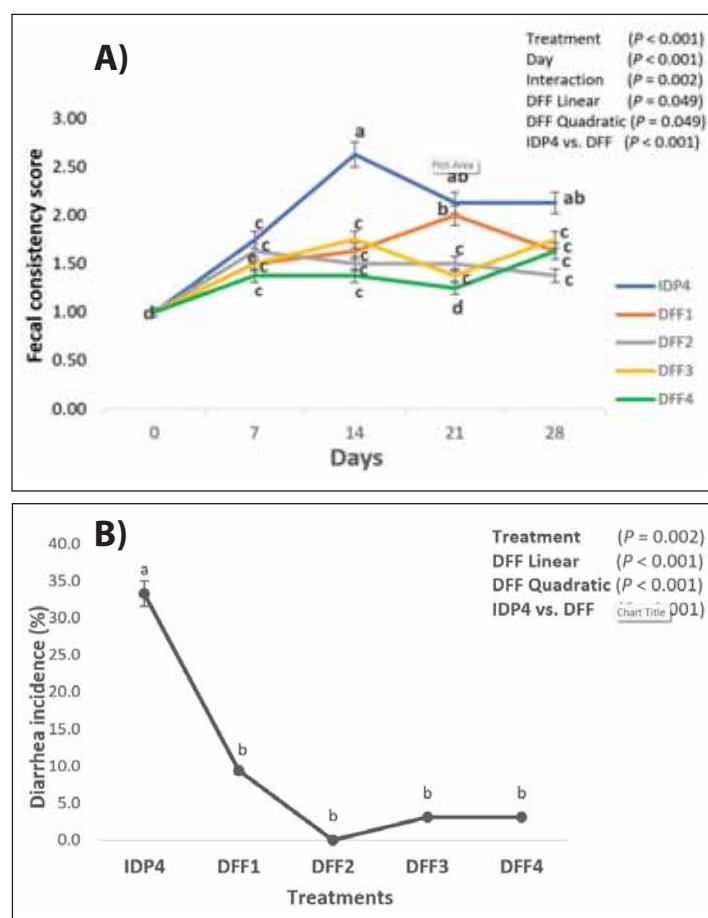 A)
Treatment (P < 0.001)
Day (P < 0.001)
Interaction (P = 0.002)
DFF Linear (P = 0.049)
DFF Quadratic (P = 0.049)
IDP4 vs. DFF (P < 0.001)
Fecal consistency score
3.00
2.50
2.00
1.50
1.00
0.50
0.00
a
Plot Area
ab
ab
b
c
c
c
c
c
c
c
c
c
c
c
c
c
c
d
d
IDP4
DFF1
DFF2
DFF3
DFF4
0 7 14 21 28
Days
B)
Treatment (P = 0.002)
DFF Linear (P < 0.001)
DFF Quadratic (P < 0.001)
IDP4 vs. DFF Chart Title .001)
Diarrhea incidence (%)
40.0
35.0
30.0
25.0
20.0
15.0
10.0
5.0
0.0
a
b
b
b
b
IDP4 DFF1 DFF2 DFF3 DFF4
Treatments